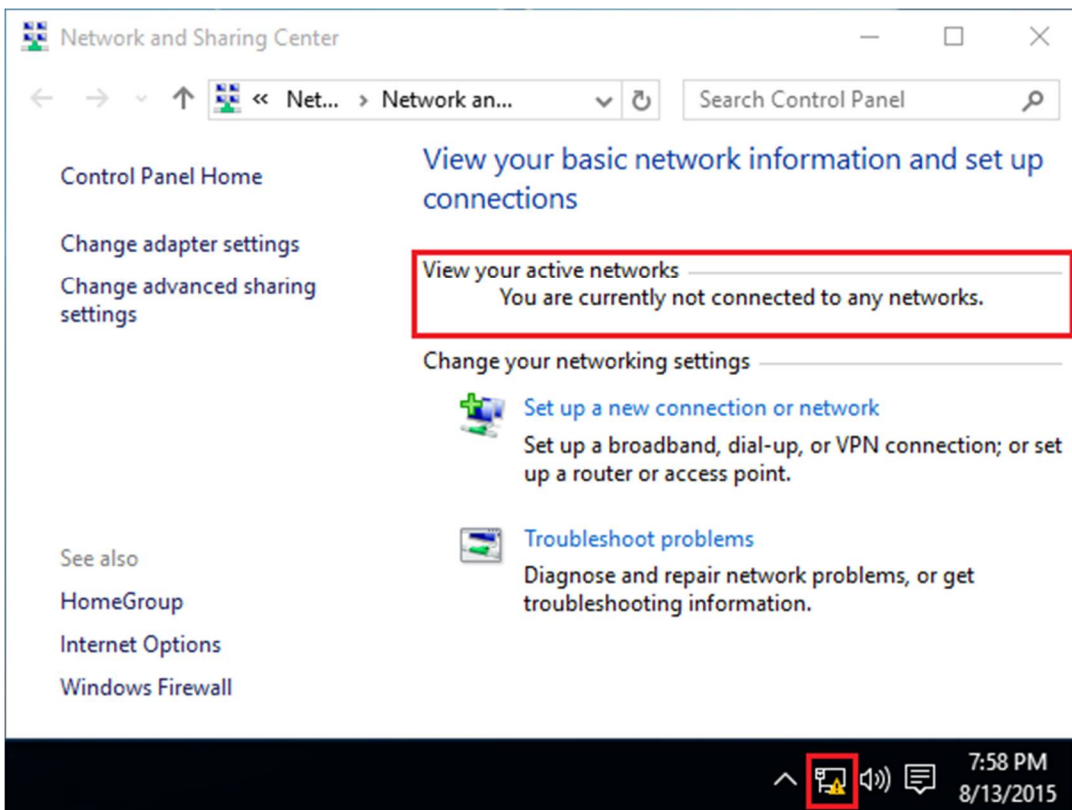 Network and Sharing Center
« Net... › Network an...
Search Control Panel
Control Panel Home
Change adapter settings
Change advanced sharing
settings
View your basic network information and set up
connections
View your active networks
You are currently not connected to any networks.
Change your networking settings
Set up a new connection or network
Set up a broadband, dial-up, or VPN connection; or set
up a router or access point.
Troubleshoot problems
Diagnose and repair network problems, or get
troubleshooting information.
See also
HomeGroup
Internet Options
Windows Firewall
7:58 PM
8/13/2015